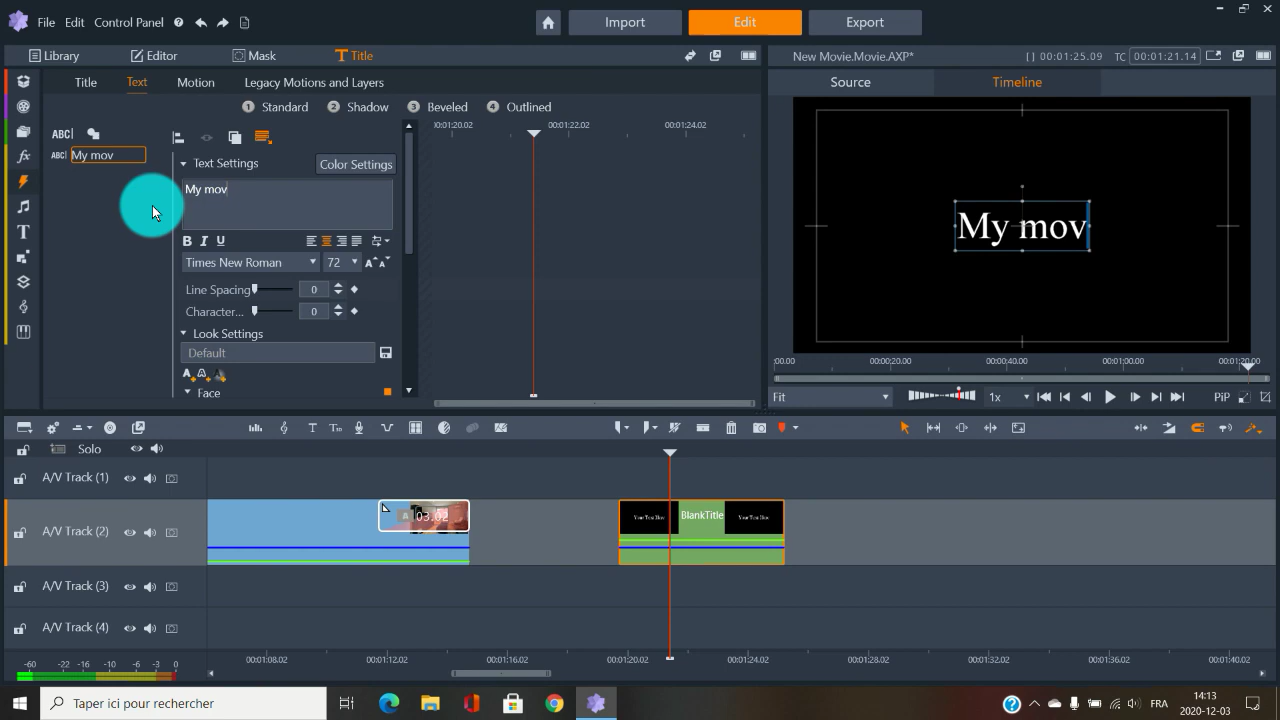 File Edit Control Panel
Import Edit Export
Library Editor Mask Title
New Movie.Movie.AXP* [ ] 00:01:25.09 TC 00:01:21.14
Title Text Motion Legacy Motions and Layers
Source Timeline
1 Standard 2 Shadow 3 Beveled 4 Outlined
00:01:20.02 00:01:22.02 00:01:24.02
ABC
ABC My mov
Text Settings Color Settings
My mov
My mov
B I U
Times New Roman 72
Line Spacing 0
Character... 0
Look Settings
Default
Face
:00.00 00:00:20.00 00:00:40.00 00:01:00.00 00:01:20.00
Fit 1x PiP
Solo
A/V Track (1)
A/V Track (2) 03.02 Your Text Here BlankTitle Your Text Here
A/V Track (3)
A/V Track (4)
-60 -22 -16 -10 -6 -3 0
00:01:08.02 00:01:12.02 00:01:16.02 00:01:20.02 00:01:24.02 00:01:28.02 00:01:32.02 00:01:36.02 00:01:40.02
Taper ici pour rechercher
FRA
14:13
2020-12-03